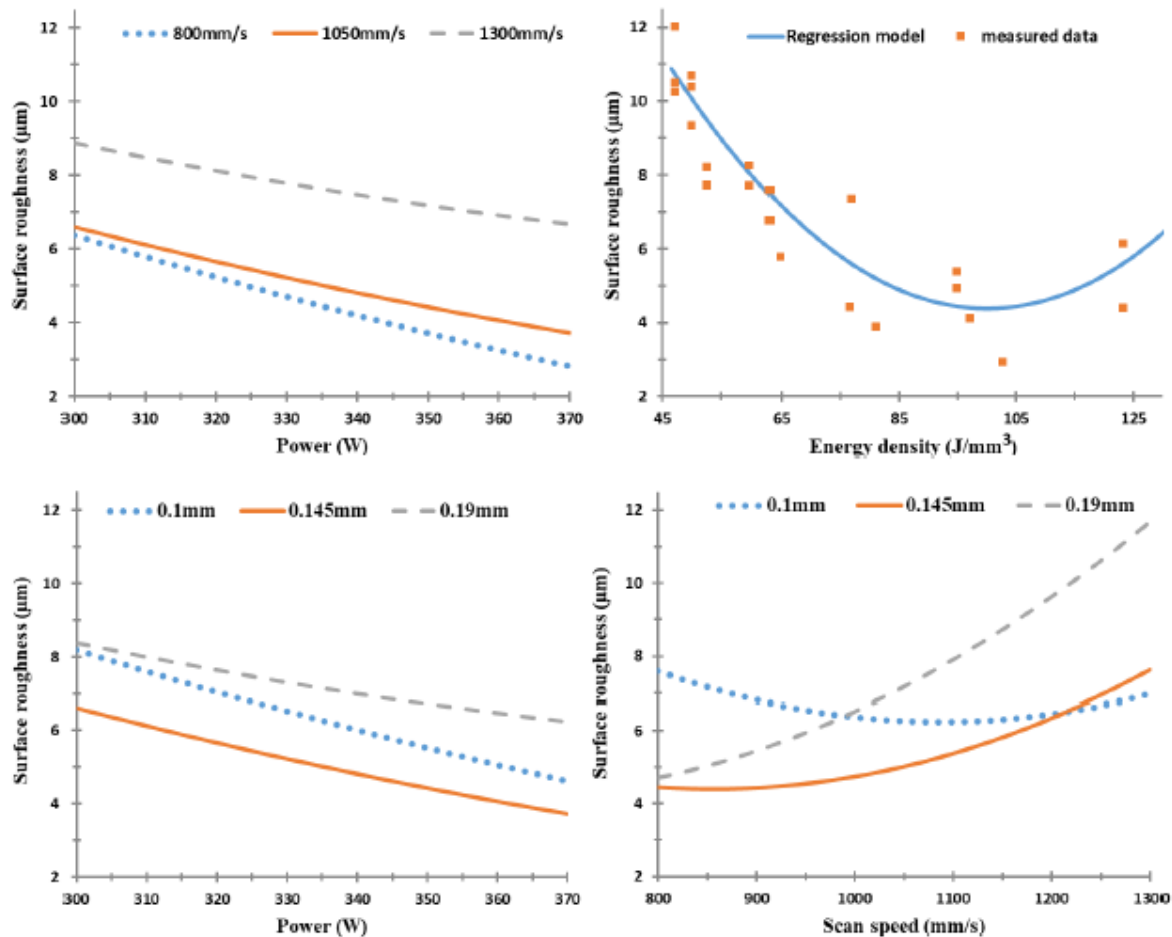 800mm/s 1050mm/s 1300mm/s
12
10
8
6
4
2
Surface roughness (µm)
300 310 320 330 340 350 360 370
Power (W)
Regression model measured data
12
10
8
6
4
2
Surface roughness (µm)
45 65 85 105 125
Energy density (J/mm³)
0.1mm 0.145mm 0.19mm
12
10
8
6
4
2
Surface roughness (µm)
300 310 320 330 340 350 360 370
Power (W)
0.1mm 0.145mm 0.19mm
12
10
8
6
4
2
Surface roughness (µm)
800 900 1000 1100 1200 1300
Scan speed (mm/s)